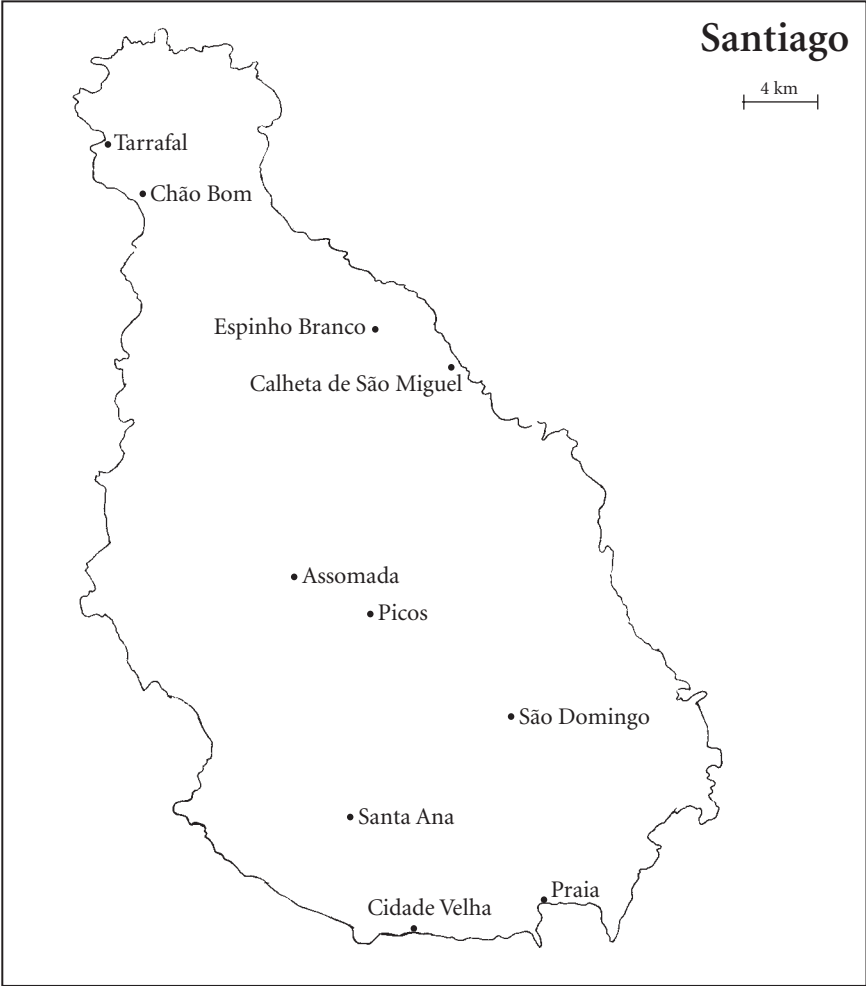 Santiago
4 km
Tarrafal
Chão Bom
Espinho Branco
Calheta de São Miguel
Assomada
Picos
São Domingo
Santa Ana
Praia
Cidade Velha